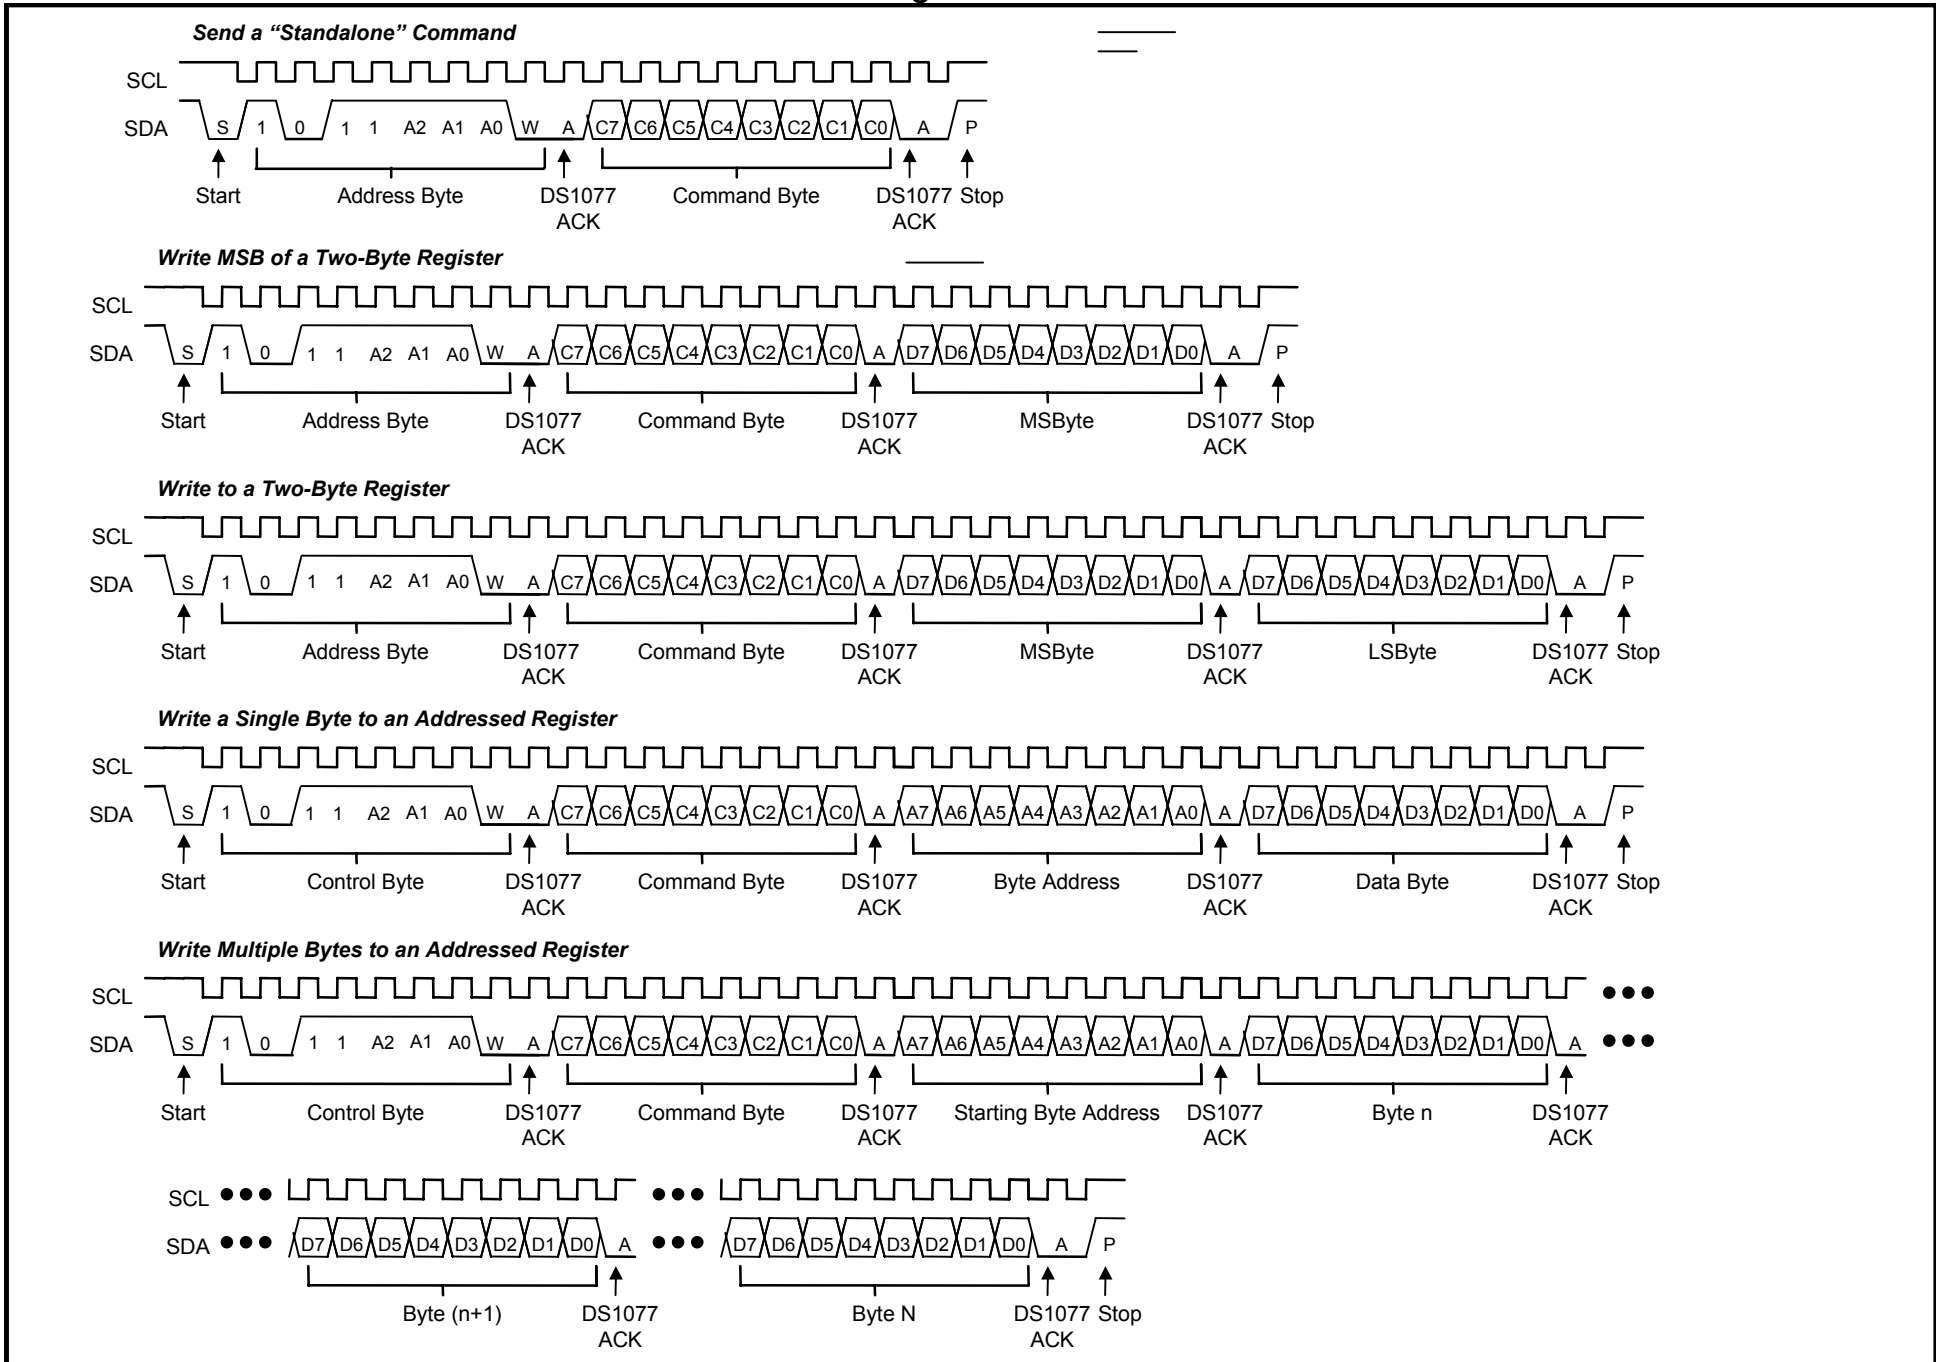 Send a “Standalone” Command
SCL
SDA S 1 0 1 1 A2 A1 A0 W A C7 C6 C5 C4 C3 C2 C1 C0 A P
Start Address Byte DS1077 Command Byte DS1077 Stop
ACK ACK
Write MSB of a Two-Byte Register
SCL
SDA S 1 0 1 1 A2 A1 A0 W A C7 C6 C5 C4 C3 C2 C1 C0 A D7 D6 D5 D4 D3 D2 D1 D0 A P
Start Address Byte DS1077 Command Byte DS1077 MSByte DS1077 Stop
ACK ACK ACK
Write to a Two-Byte Register
SCL
SDA S 1 0 1 1 A2 A1 A0 W A C7 C6 C5 C4 C3 C2 C1 C0 A D7 D6 D5 D4 D3 D2 D1 D0 A D7 D6 D5 D4 D3 D2 D1 D0 A P
Start Address Byte DS1077 Command Byte DS1077 MSByte DS1077 LSByte DS1077 Stop
ACK ACK ACK ACK
Write a Single Byte to an Addressed Register
SCL
SDA S 1 0 1 1 A2 A1 A0 W A C7 C6 C5 C4 C3 C2 C1 C0 A A7 A6 A5 A4 A3 A2 A1 A0 A D7 D6 D5 D4 D3 D2 D1 D0 A P
Start Control Byte DS1077 Command Byte DS1077 Byte Address DS1077 Data Byte DS1077 Stop
ACK ACK ACK ACK
Write Multiple Bytes to an Addressed Register
SCL
SDA S 1 0 1 1 A2 A1 A0 W A C7 C6 C5 C4 C3 C2 C1 C0 A A7 A6 A5 A4 A3 A2 A1 A0 A D7 D6 D5 D4 D3 D2 D1 D0 A
Start Control Byte DS1077 Command Byte DS1077 Starting Byte Address DS1077 Byte n DS1077
ACK ACK ACK ACK
SCL
SDA D7 D6 D5 D4 D3 D2 D1 D0 A D7 D6 D5 D4 D3 D2 D1 D0 A P
Byte (n+1) DS1077 Byte N DS1077 Stop
ACK ACK